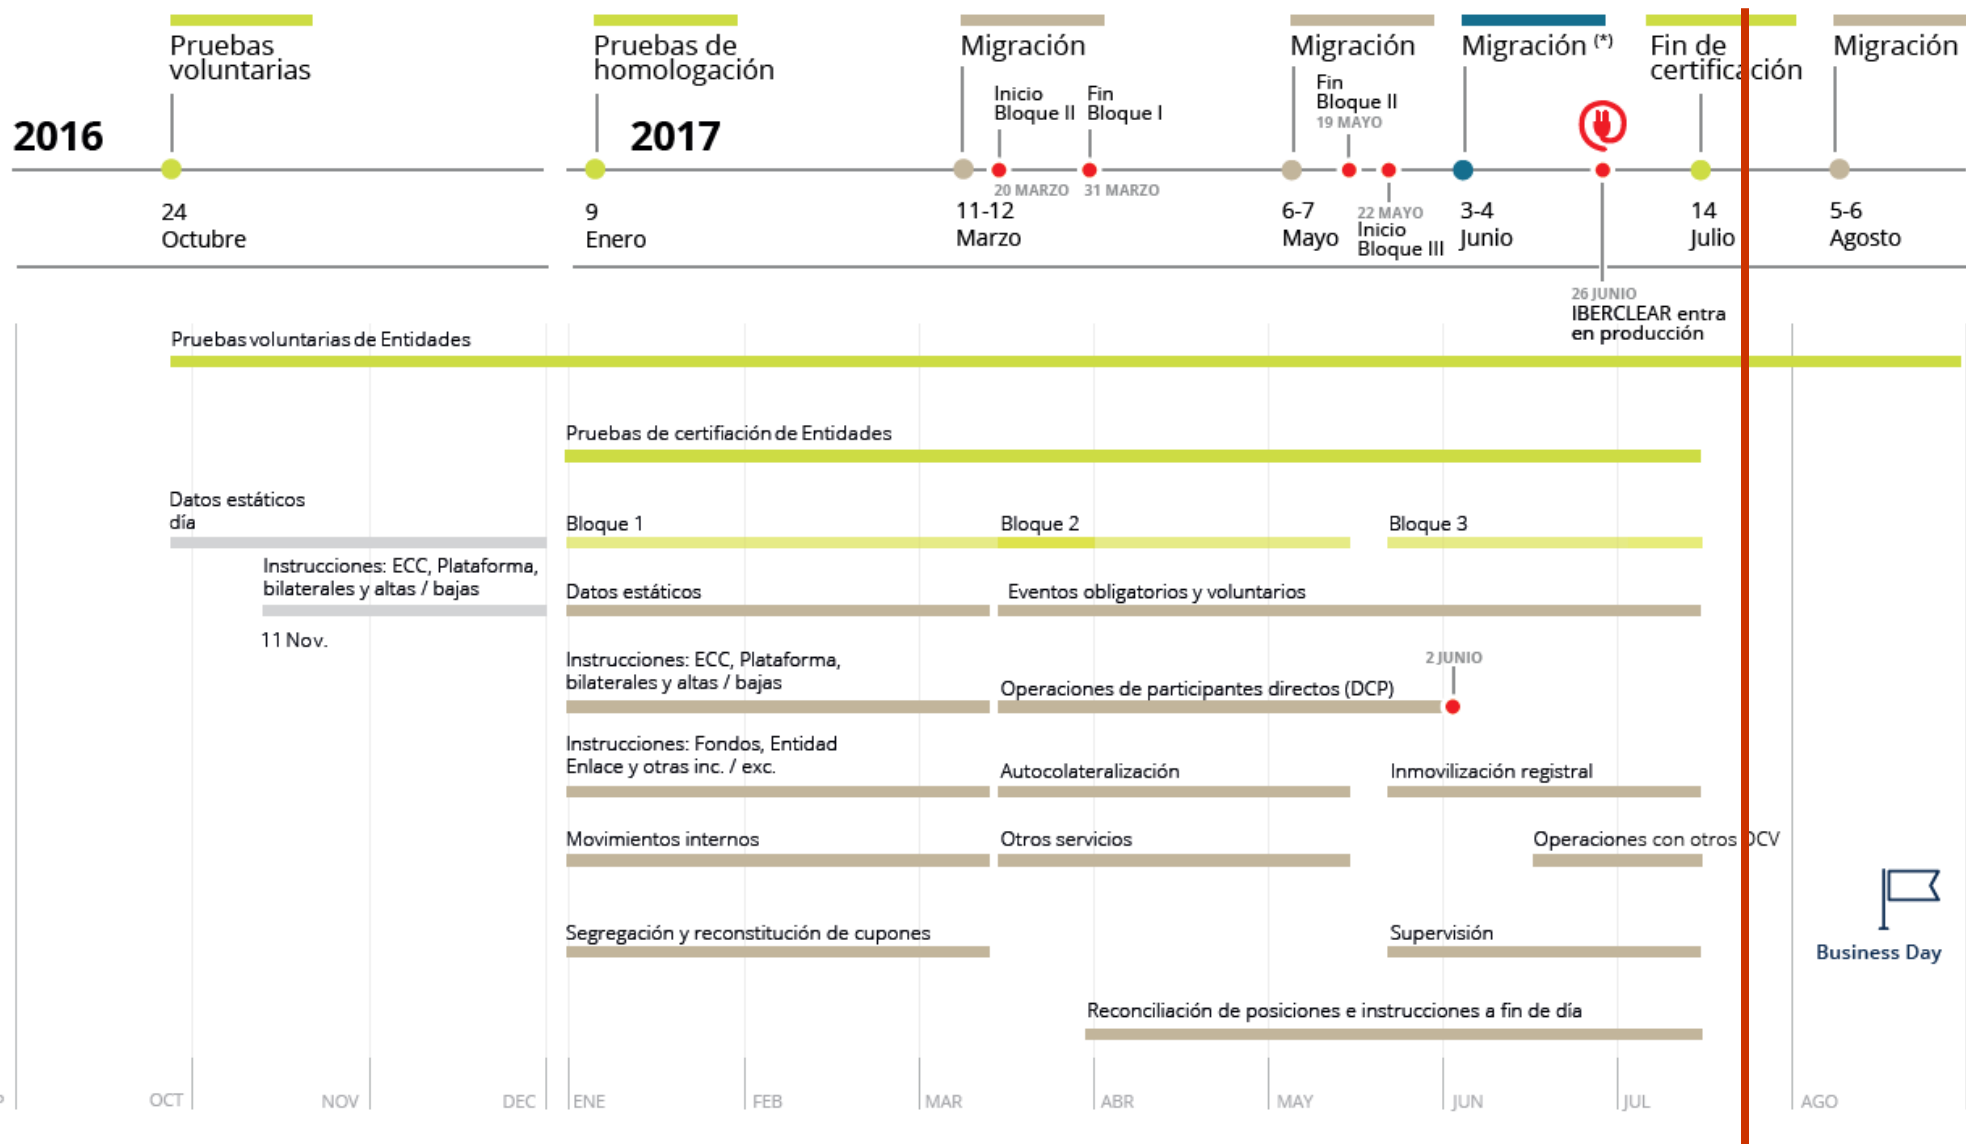 Pruebas
voluntarias
Pruebas de
homologación
Migración
Migración
Migración (*)
Fin de
certificación
Migración
2016
2017
Inicio
Bloque II
Fin
Bloque I
Fin
Bloque II
19 MAYO
20 MARZO
31 MARZO
24
Octubre
9
Enero
11-12
Marzo
6-7
Mayo
22 MAYO
Inicio
Bloque III
3-4
Junio
14
Julio
5-6
Agosto
26 JUNIO
IBERCLEAR entra
en producción
Pruebas voluntarias de Entidades
Pruebas de certifiación de Entidades
Datos estáticos
día
Bloque 1
Bloque 2
Bloque 3
Instrucciones: ECC, Plataforma,
bilaterales y altas / bajas
11 Nov.
Datos estáticos
Eventos obligatorios y voluntarios
Instrucciones: ECC, Plataforma,
bilaterales y altas / bajas
Operaciones de participantes directos (DCP)
2 JUNIO
Instrucciones: Fondos, Entidad
Enlace y otras inc. / exc.
Autocolateralización
Inmovilización registral
Movimientos internos
Otros servicios
Operaciones con otros DCV
Segregación y reconstitución de cupones
Supervisión
Business Day
Reconciliación de posiciones e instrucciones a fin de día
OCT
NOV
DEC
ENE
FEB
MAR
ABR
MAY
JUN
JUL
AGO